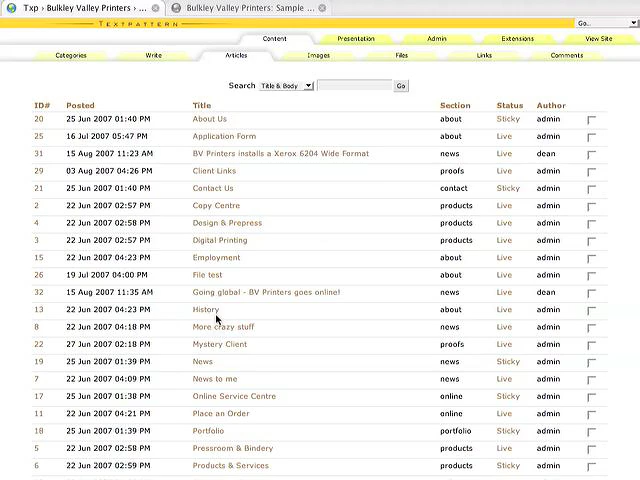 Txp › Bulkley Valley Printers › ...
Bulkley Valley Printers: Sample ...
TEXTPATTERN
Go...
Content Presentation Admin Extensions View Site
Categories Write Articles Images Files Links Comments
Search Title & Body Go
ID# Posted Title Section Status Author
20 25 Jun 2007 01:40 PM About Us about Sticky admin
25 16 Jul 2007 05:47 PM Application Form about Live admin
31 15 Aug 2007 11:23 AM BV Printers installs a Xerox 6204 Wide Format news Live dean
29 03 Aug 2007 04:26 PM Client Links proofs Live admin
21 25 Jun 2007 01:40 PM Contact Us contact Sticky admin
2 22 Jun 2007 02:57 PM Copy Centre products Live admin
4 22 Jun 2007 02:58 PM Design & Prepress products Live admin
3 22 Jun 2007 02:57 PM Digital Printing products Live admin
15 22 Jun 2007 04:23 PM Employment about Live admin
26 19 Jul 2007 04:00 PM File test about Live admin
32 15 Aug 2007 11:35 AM Going global - BV Printers goes online! news Live dean
13 22 Jun 2007 04:23 PM History about Live admin
8 22 Jun 2007 04:18 PM More crazy stuff news Live admin
22 27 Jun 2007 02:18 PM Mystery Client proofs Live admin
19 25 Jun 2007 01:39 PM News news Sticky admin
7 22 Jun 2007 04:09 PM News to me news Live admin
17 25 Jun 2007 01:38 PM Online Service Centre online Sticky admin
11 22 Jun 2007 04:21 PM Place an Order online Live admin
18 25 Jun 2007 01:39 PM Portfolio portfolio Sticky admin
5 22 Jun 2007 02:58 PM Pressroom & Bindery products Live admin
6 22 Jun 2007 02:59 PM Products & Services products Sticky admin